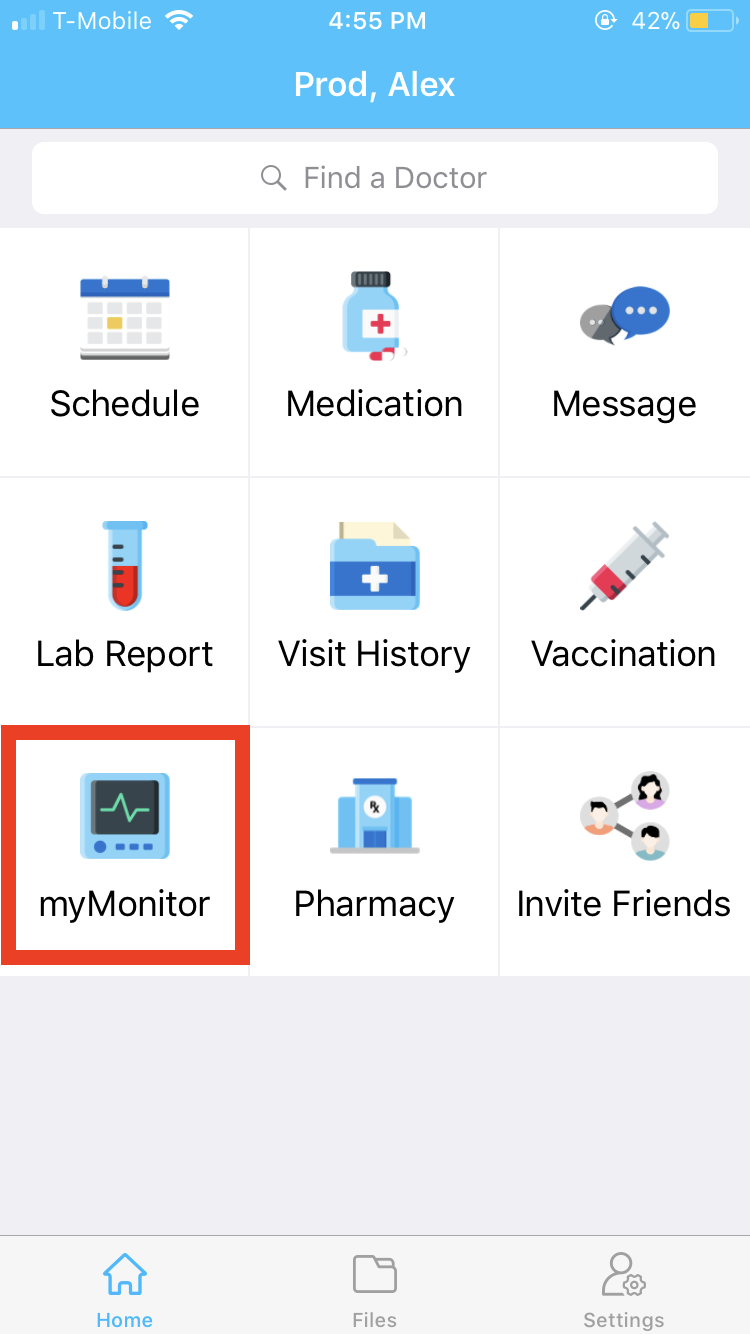 T-Mobile 4:55 PM 42%
Prod, Alex
Find a Doctor
Schedule Medication Message
Lab Report Visit History Vaccination
℞
myMonitor Pharmacy Invite Friends
Home Files Settings